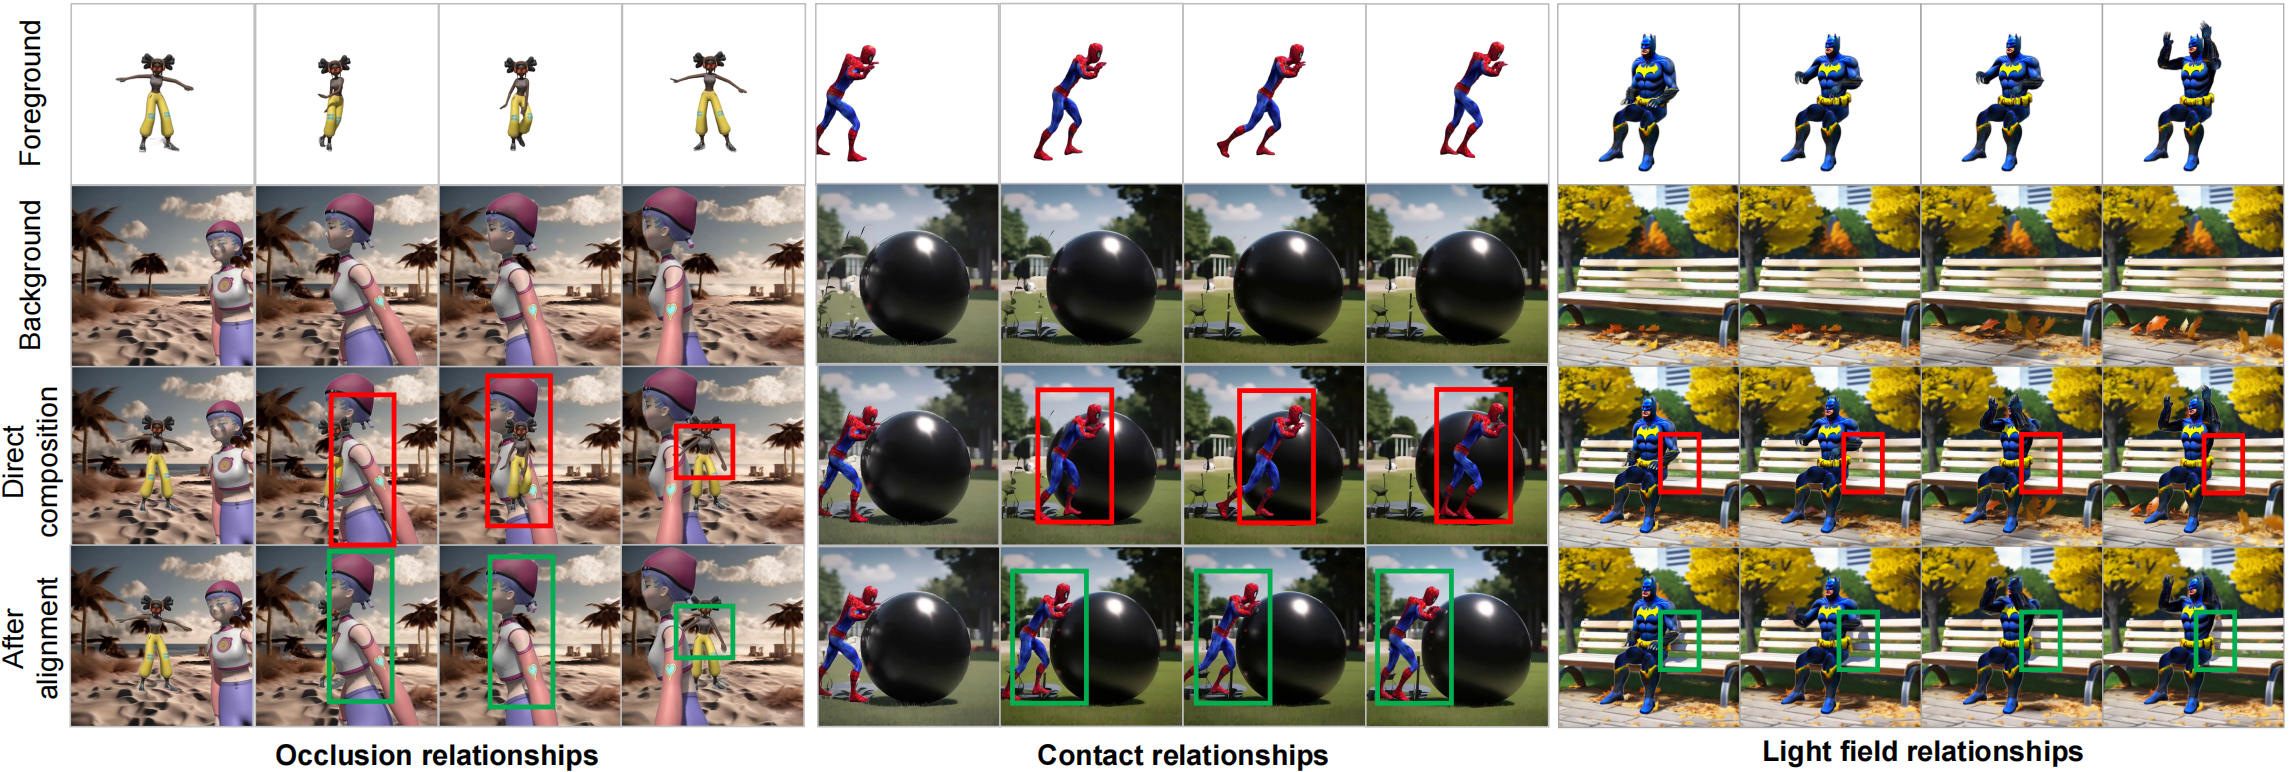 Foreground
Background
Direct
composition
After
alignment
Occlusion relationships
Contact relationships
Light field relationships